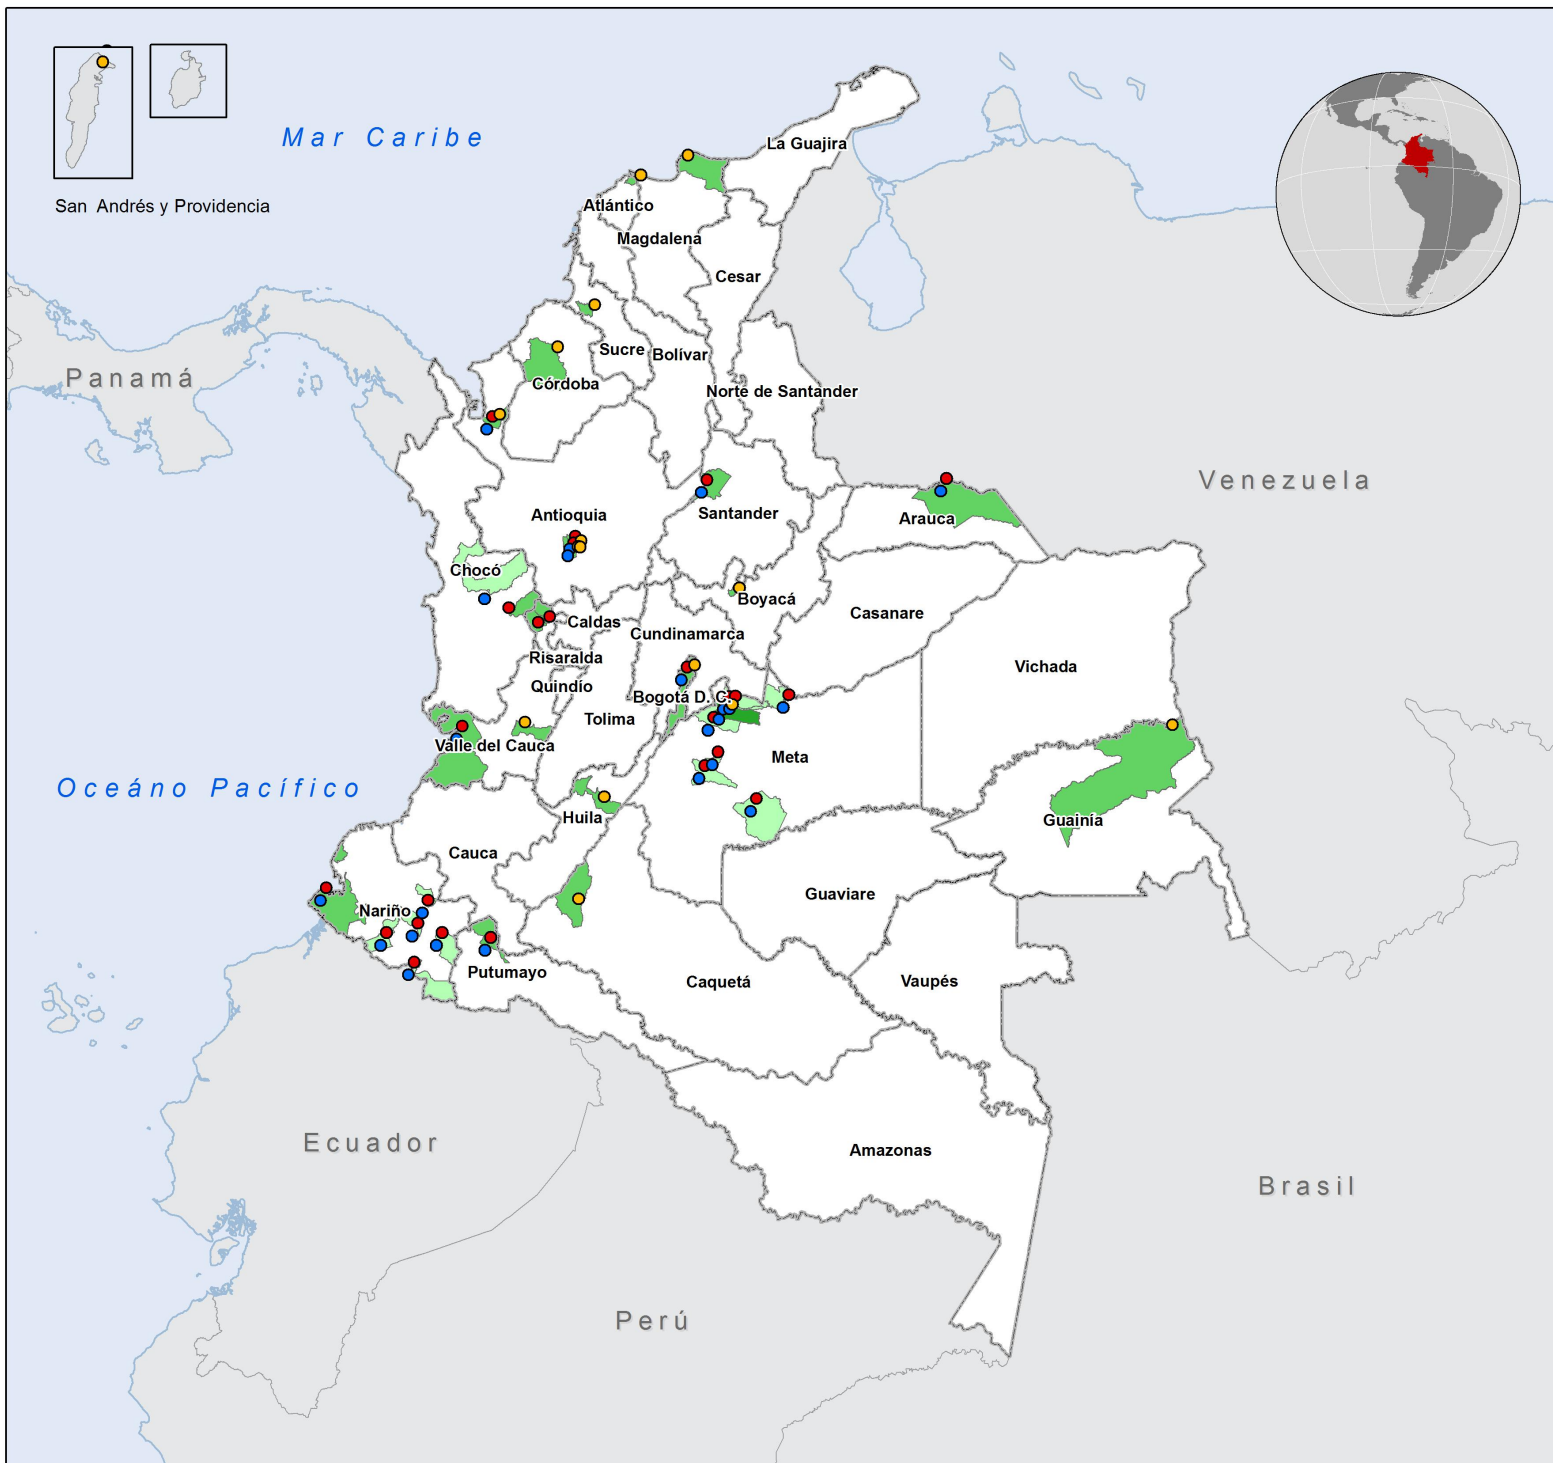 Mar Caribe
La Guajira
San Andrés y Providencia
Atlántico
Magdalena
Cesar
Sucre
Bolívar
Panamá
Córdoba
Norte de Santander
Venezuela
Antioquia
Santander
Arauca
Chocó
Boyacá
Casanare
Caldas
Cundinamarca
Risaralda
Vichada
Quindío
Bogotá D. C.
Tolima
Valle del Cauca
Meta
Oceáno Pacífico
Huila
Guainía
Cauca
Guaviare
Nariño
Putumayo
Caquetá
Vaupés
Ecuador
Amazonas
Brasil
Perú